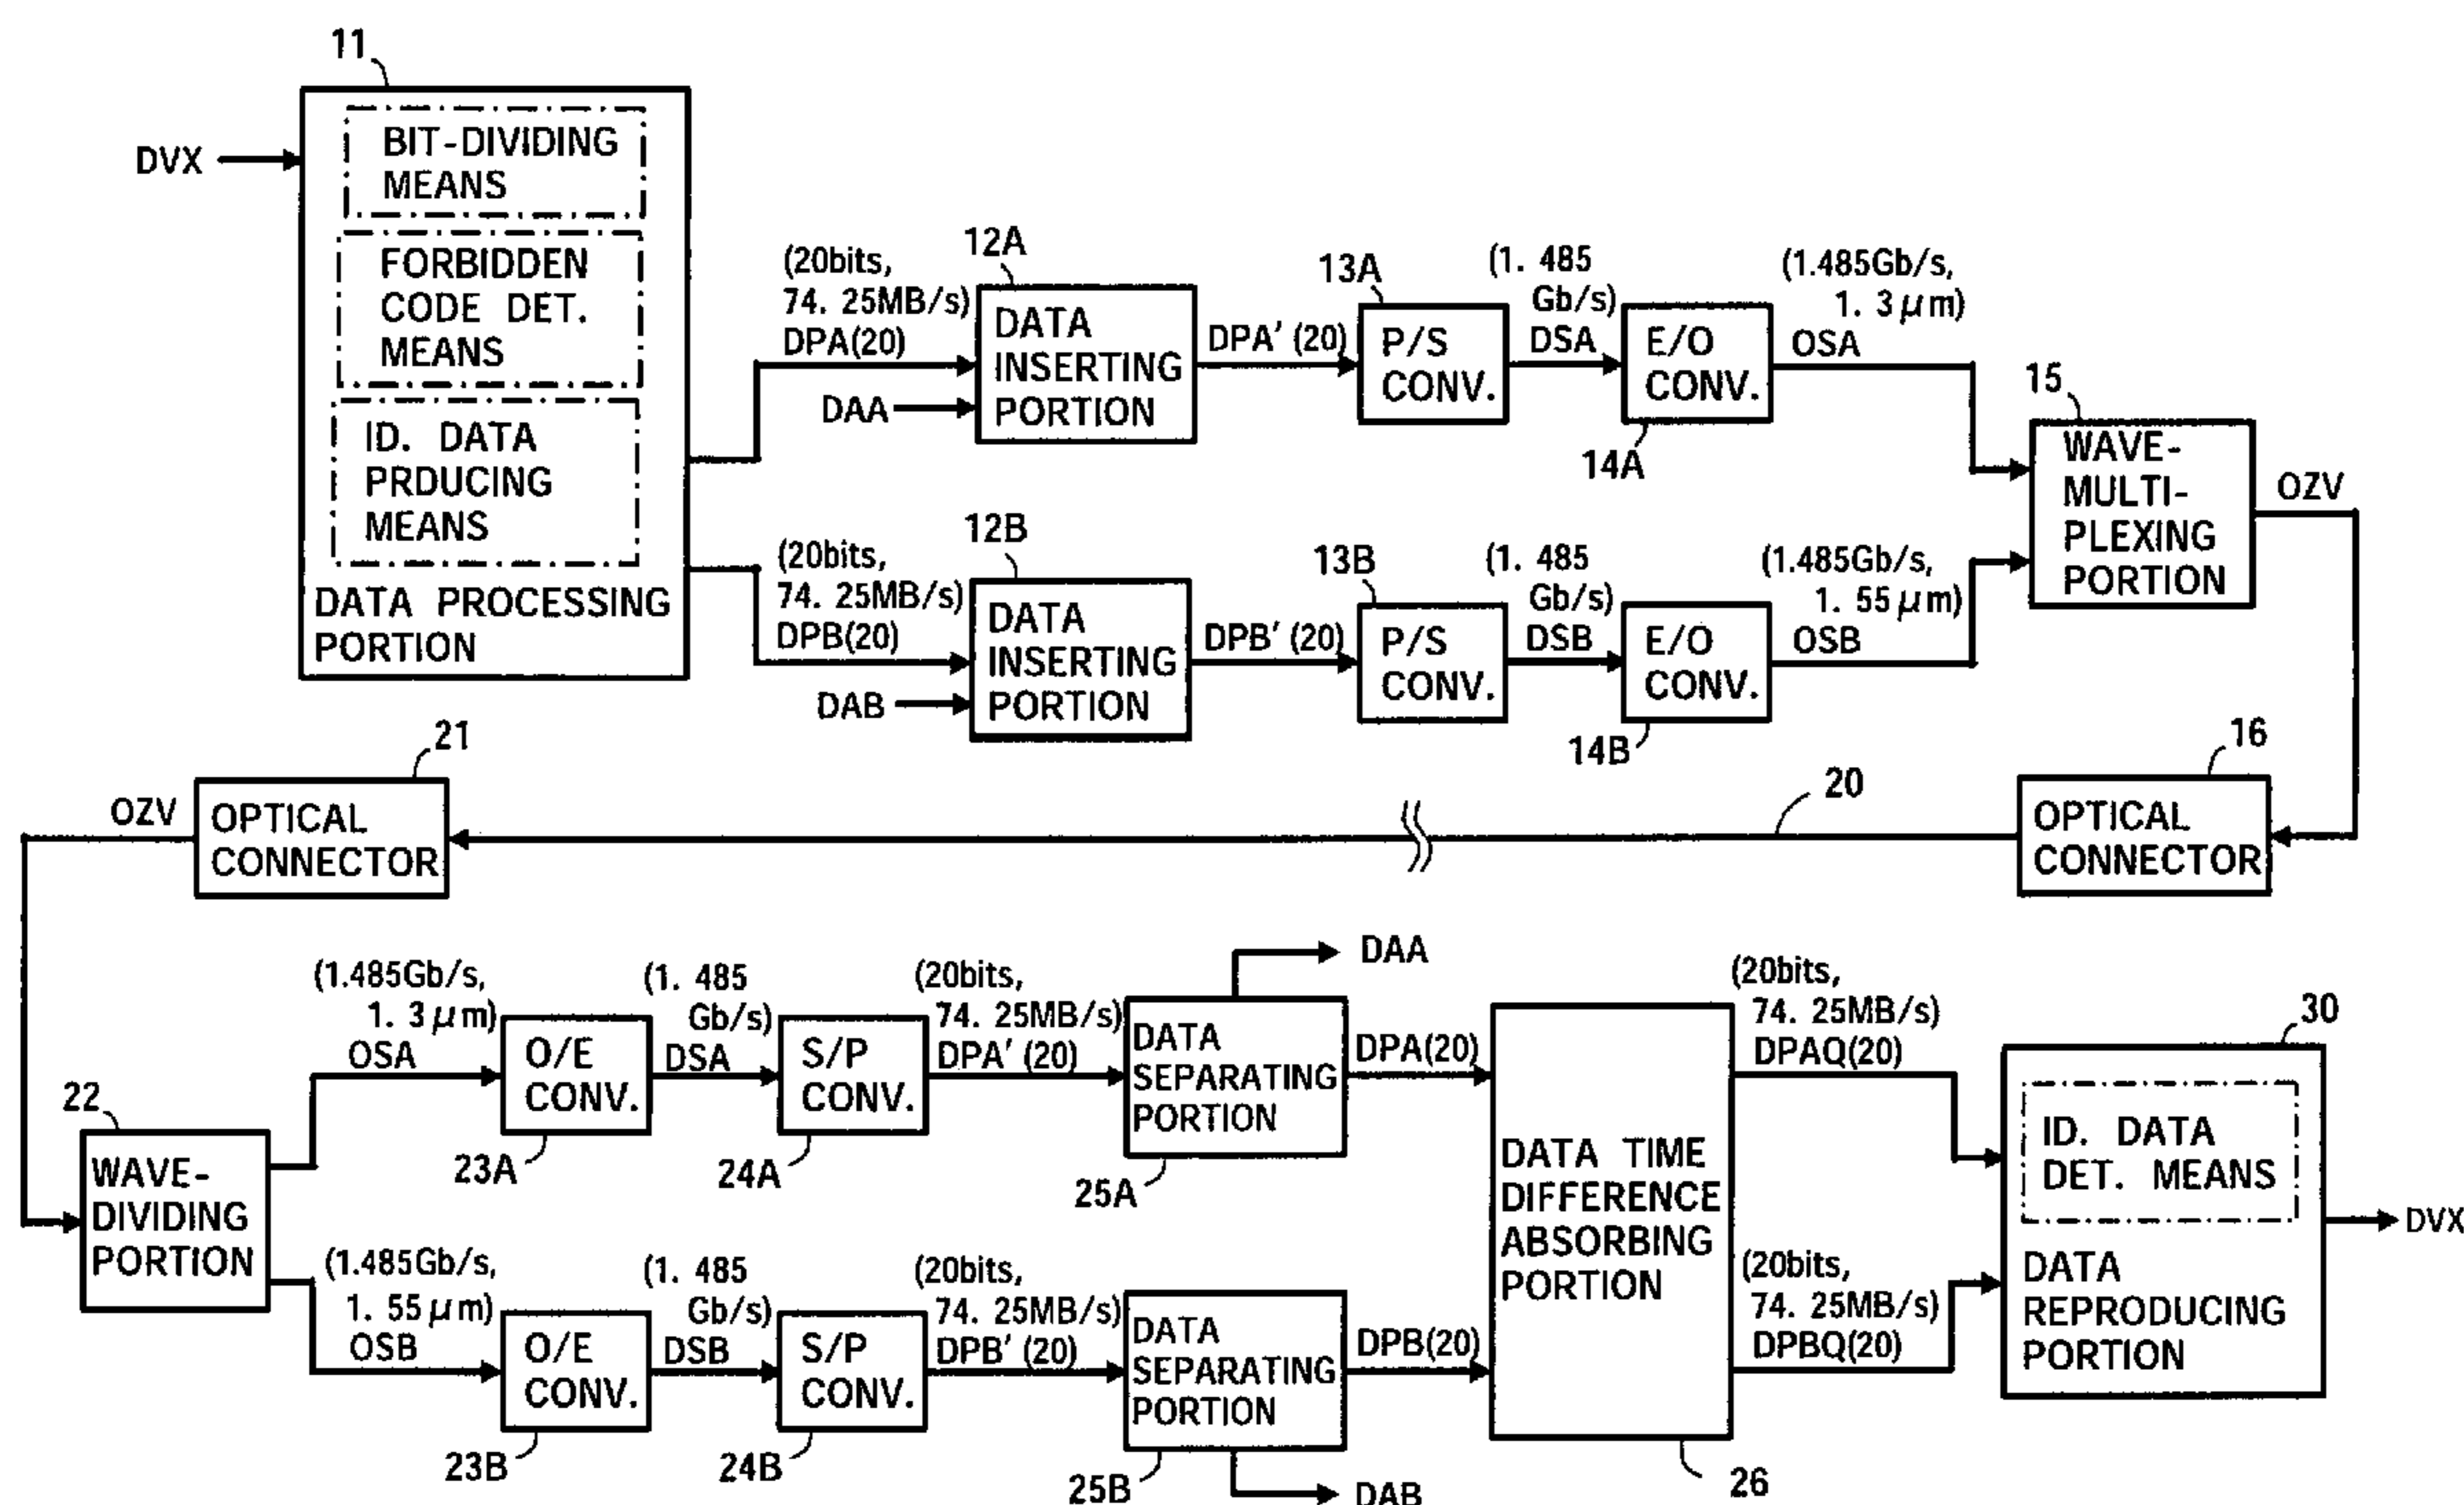 11
DVX
BIT-DIVIDING
MEANS
FORBIDDEN
CODE DET.
MEANS
ID. DATA
PRDUCING
MEANS
DATA PROCESSING
PORTION
(20bits,
74. 25MB/s)
DPA(20)
DAA
12A
DATA
INSERTING
PORTION
DPA′ (20)
13A
P/S
CONV.
(1. 485
Gb/s)
DSA
E/O
CONV.
14A
(1.485Gb/s,
1. 3μm)
OSA
15
WAVE-
MULTI-
PLEXING
PORTION
OZV
(20bits,
74. 25MB/s)
DPB(20)
DAB
12B
DATA
INSERTING
PORTION
DPB′ (20)
13B
P/S
CONV.
(1. 485
Gb/s)
DSB
E/O
CONV.
14B
(1.485Gb/s,
1. 55μm)
OSB
16
OPTICAL
CONNECTOR
20
21
OPTICAL
CONNECTOR
OZV
22
WAVE-
DIVIDING
PORTION
(1.485Gb/s,
1. 3μm)
OSA
O/E
CONV.
23A
(1. 485
Gb/s)
DSA
S/P
CONV.
24A
(20bits,
74. 25MB/s)
DPA′ (20)
DATA
SEPARATING
PORTION
25A
DAA
DPA(20)
(1.485Gb/s,
1. 55μm)
OSB
O/E
CONV.
23B
(1. 485
Gb/s)
DSB
S/P
CONV.
24B
(20bits,
74. 25MB/s)
DPB′ (20)
DATA
SEPARATING
PORTION
25B
DAB
DPB(20)
DATA TIME
DIFFERENCE
ABSORBING
PORTION
26
(20bits,
74. 25MB/s)
DPAQ(20)
(20bits,
74. 25MB/s)
DPBQ(20)
30
ID. DATA
DET. MEANS
DATA
REPRODUCING
PORTION
DVX